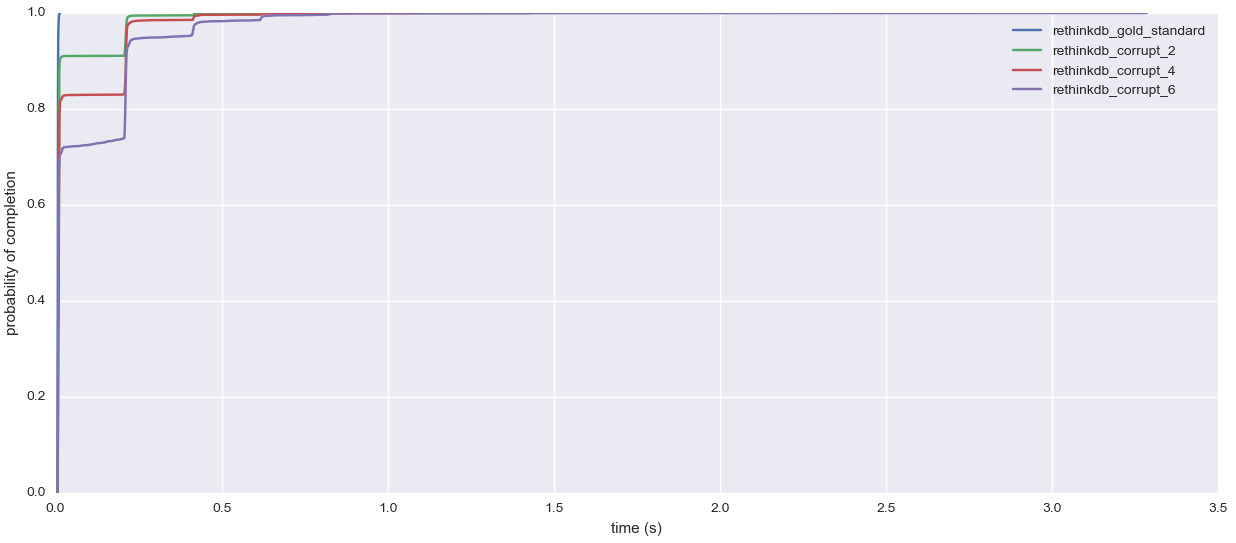 1.0
0.8
0.6
0.4
0.2
0.0
probability of completion
rethinkdb_gold_standard
rethinkdb_corrupt_2
rethinkdb_corrupt_4
rethinkdb_corrupt_6
0.0 0.5 1.0 1.5 2.0 2.5 3.0 3.5
time (s)